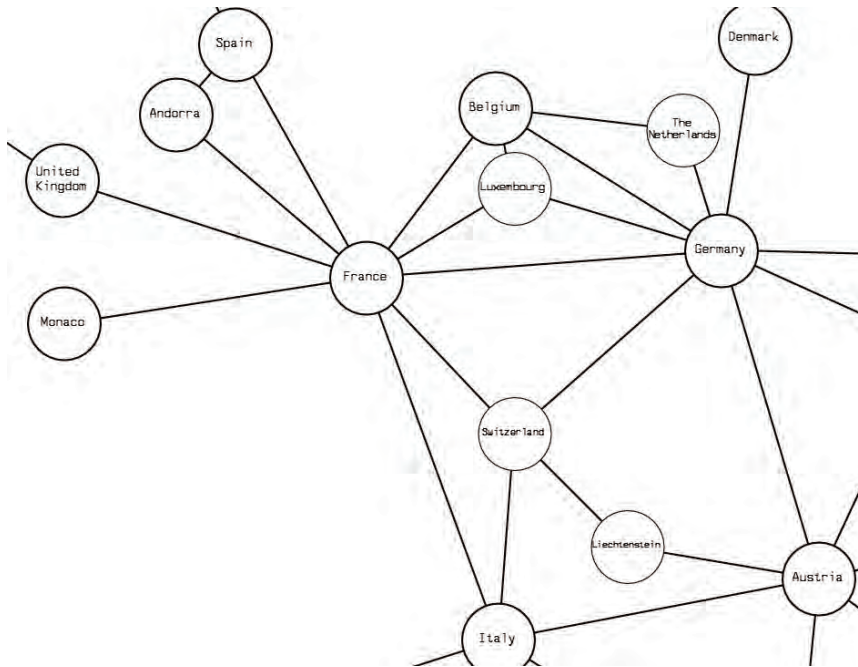 Spain
Denmark
Andorra
Belgium
The
Netherlands
United
Kingdom
Luxembourg
Germany
France
Monaco
Switzerland
Liechtenstein
Austria
Italy